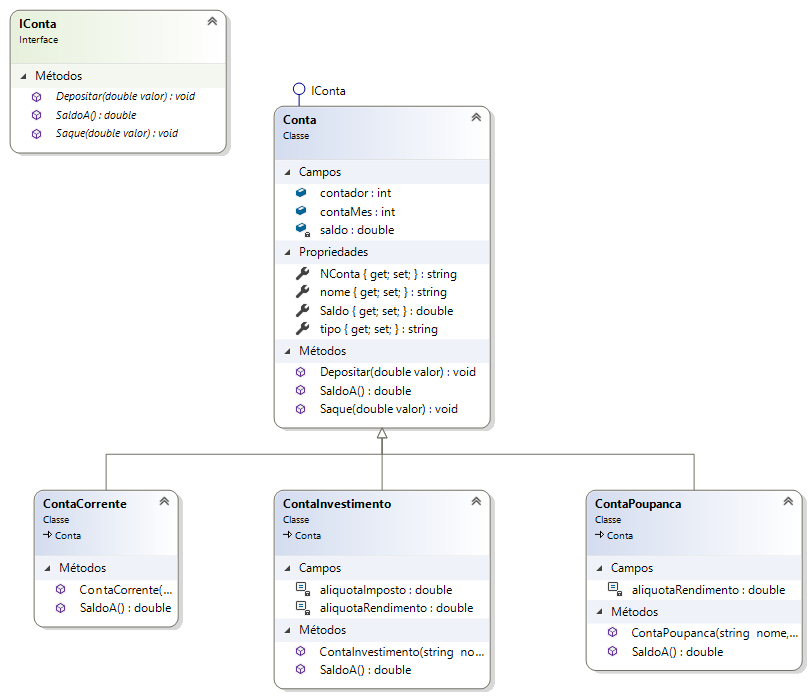 IConta
Interface
Métodos
Depositar(double valor) : void
SaldoA() : double
Saque(double valor) : void
IConta
Conta
Classe
Campos
contador : int
contaMes : int
saldo : double
Propriedades
NConta { get; set; } : string
nome { get; set; } : string
Saldo { get; set; } : double
tipo { get; set; } : string
Métodos
Depositar(double valor) : void
SaldoA() : double
Saque(double valor) : void
ContaCorrente
Classe
Conta
Métodos
ContaCorrente(...
SaldoA() : double
ContaInvestimento
Classe
Conta
Campos
aliquotaImposto : double
aliquotaRendimento : double
Métodos
ContaInvestimento(string no...
SaldoA() : double
ContaPoupanca
Classe
Conta
Campos
aliquotaRendimento : double
Métodos
ContaPoupanca(string nome,...
SaldoA() : double